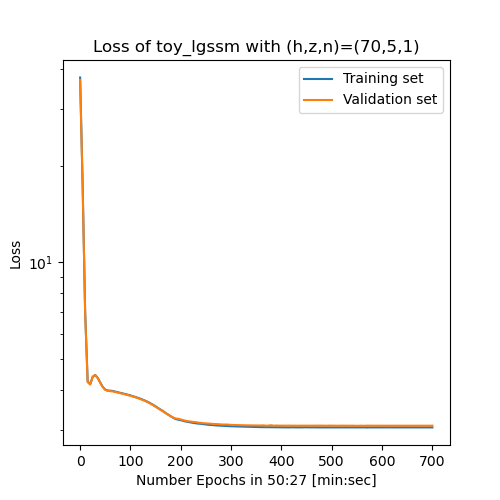 Loss of toy_lgssm with (h,z,n)=(70,5,1)
Training set
Validation set
Loss
10¹
0 100 200 300 400 500 600 700
Number Epochs in 50:27 [min:sec]